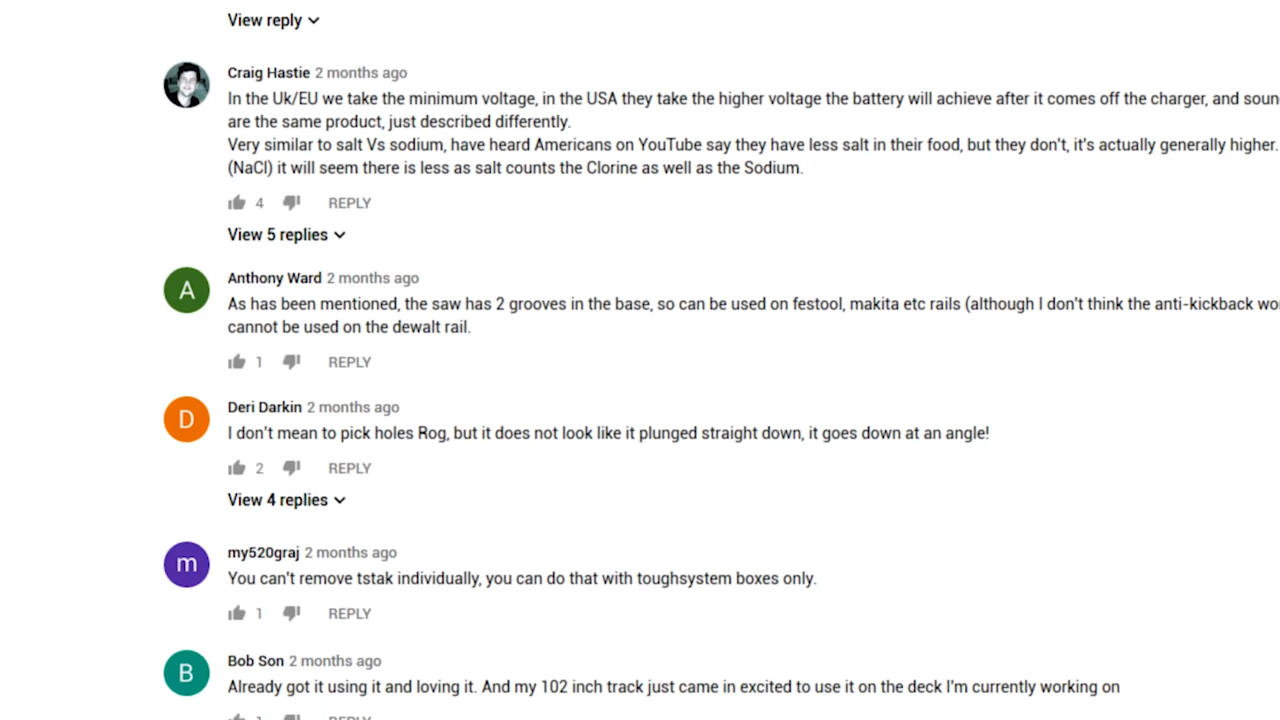 View reply
Craig Hastie 2 months ago
In the Uk/EU we take the minimum voltage, in the USA they take the higher voltage the battery will achieve after it comes off the charger, and
are the same product, just described differently.
Very similar to salt Vs sodium, have heard Americans on YouTube say they have less salt in their food, but they don't, it's actually generally higher.
(NaCl) it will seem there is less as salt counts the Clorine as well as the Sodium.
4 REPLY
View 5 replies
A
Anthony Ward 2 months ago
As has been mentioned, the saw has 2 grooves in the base, so can be used on festool, makita etc rails (although I don't think the anti-kickback
cannot be used on the dewalt rail.
1 REPLY
D
Deri Darkin 2 months ago
I don't mean to pick holes Rog, but it does not look like it plunged straight down, it goes down at an angle!
2 REPLY
View 4 replies
m
my520graj 2 months ago
You can't remove tstak individually, you can do that with toughsystem boxes only.
1 REPLY
B
Bob Son 2 months ago
Already got it using it and loving it. And my 102 inch track just came in excited to use it on the deck I'm currently working on